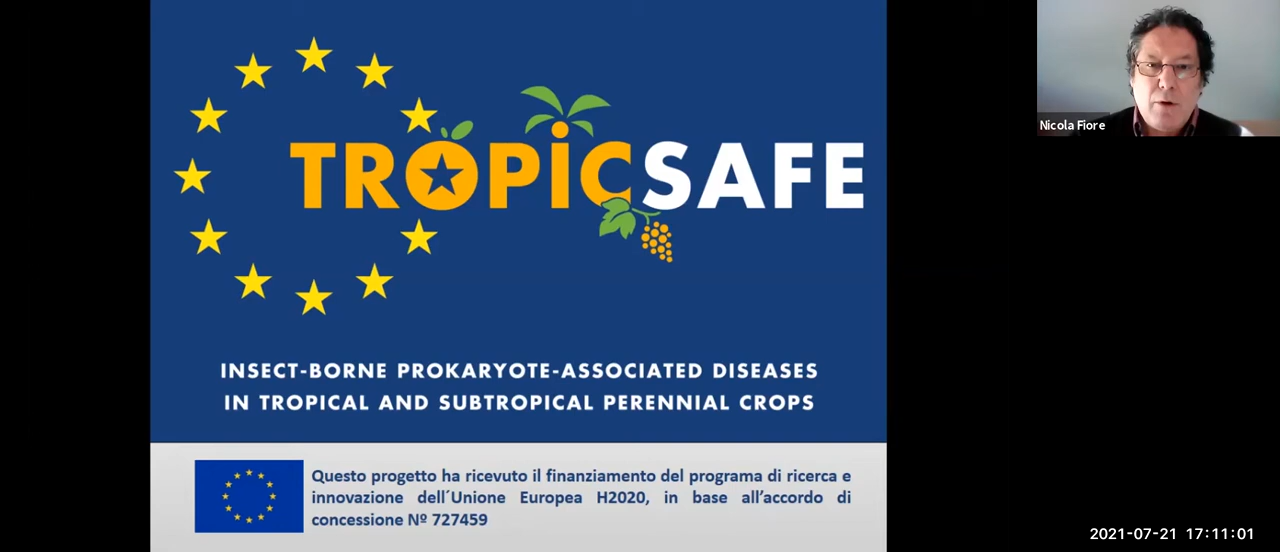 TROPICSAFE
Nicola Fiore
INSECT-BORNE PROKARYOTE-ASSOCIATED DISEASES
IN TROPICAL AND SUBTROPICAL PERENNIAL CROPS
Questo progetto ha ricevuto il finanziamento del programa di ricerca e
innovazione dell´Unione Europea H2020, in base all’accordo di
concessione Nº 727459
2021-07-21 17:11:01